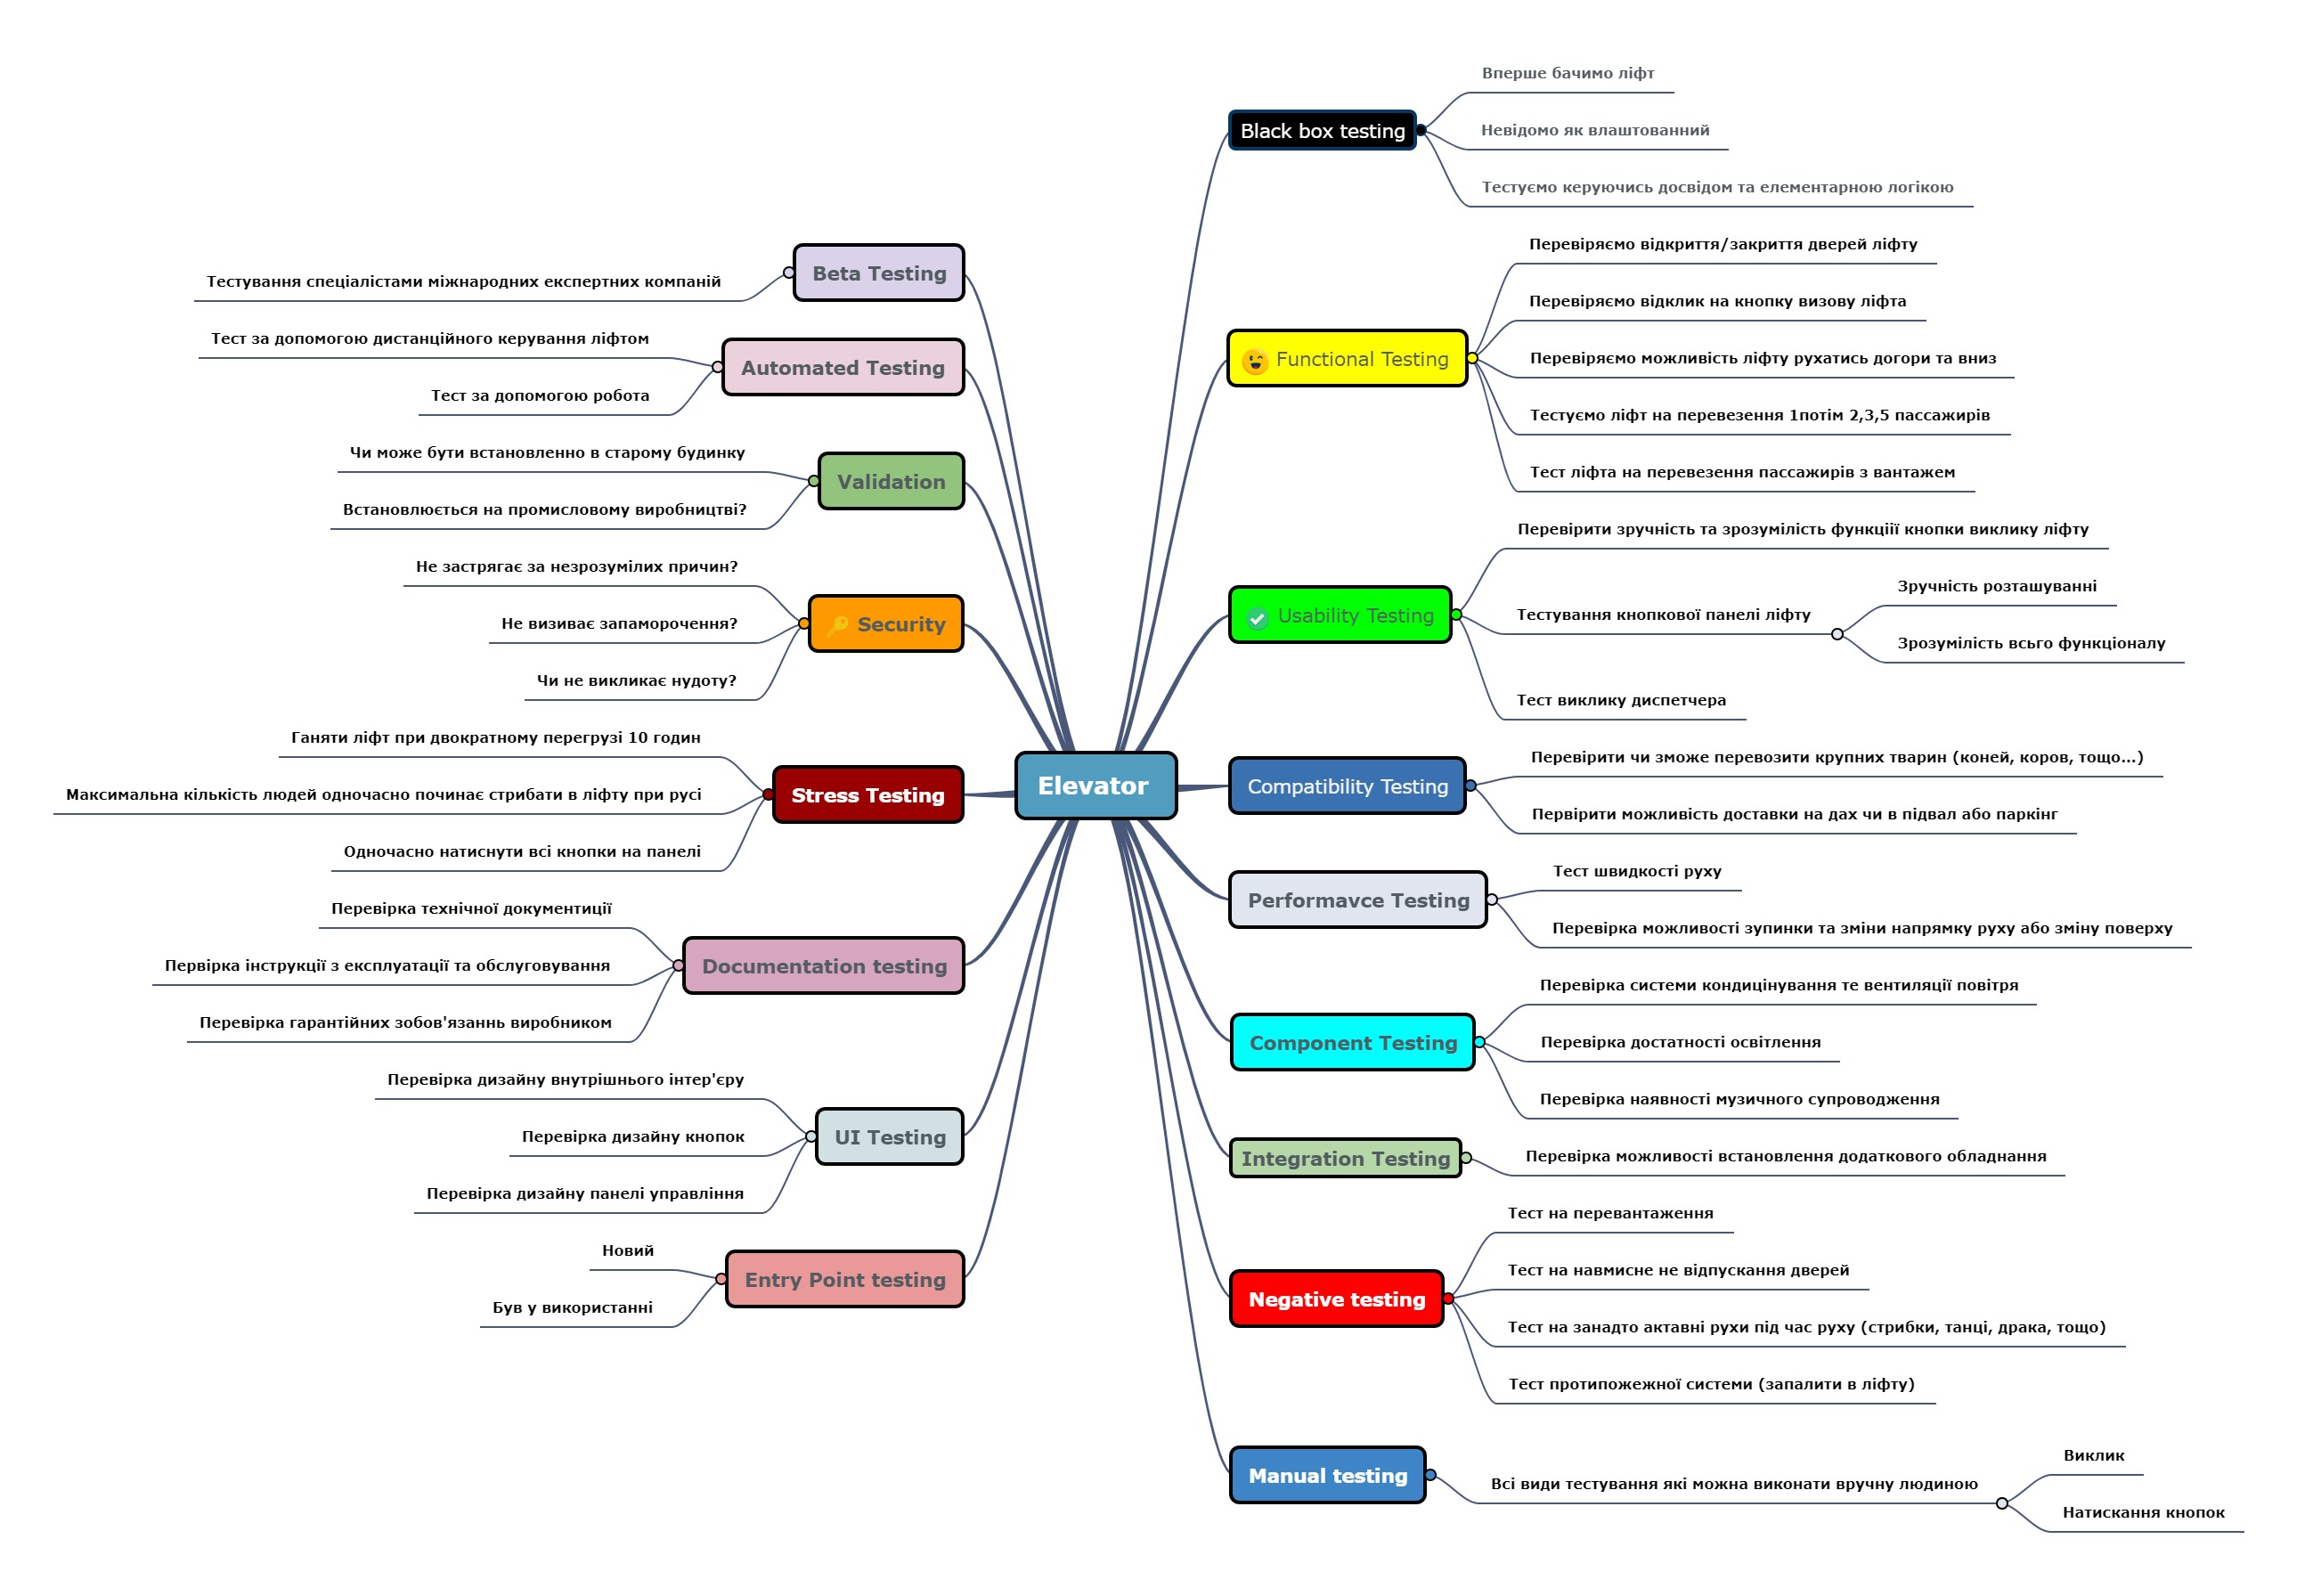 Elevator
Black box testing
Вперше бачимо ліфт
Невідомо як влаштованний
Тестуємо керуючись досвідом та елементарною логікою
Functional Testing
Перевіряємо відкриття/закриття дверей ліфту
Перевіряємо відклик на кнопку визову ліфта
Перевіряємо можливість ліфту рухатись догори та вниз
Тестуємо ліфт на перевезення 1потім 2,3,5 пассажирів
Тест ліфта на перевезення пассажирів з вантажем
Usability Testing
Перевірити зручність та зрозумілість функціії кнопки виклику ліфту
Тестування кнопкової панелі ліфту
Зручність розташуванні
Зрозумілість всьго функціоналу
Тест виклику диспетчера
Compatibility Testing
Перевірити чи зможе перевозити крупних тварин (коней, коров, тощо...)
Первірити можливість доставки на дах чи в підвал або паркінг
Performavce Testing
Тест швидкості руху
Перевірка можливості зупинки та зміни напрямку руху або зміну поверху
Component Testing
Перевірка системи кондицінування те вентиляції повітря
Перевірка достатності освітлення
Перевірка наявності музичного супроводження
Integration Testing
Перевірка можливості встановлення додаткового обладнання
Negative testing
Тест на перевантаження
Тест на навмисне не відпускання дверей
Тест на занадто актавні рухи під час руху (стрибки, танці, драка, тощо)
Тест протипожежної системи (запалити в ліфту)
Manual testing
Всі види тестування які можна виконати вручну людиною
Виклик
Натискання кнопок
Beta Testing
Тестування спеціалістами міжнародних експертних компаній
Automated Testing
Тест за допомогою дистанційного керування ліфтом
Тест за допомогою робота
Validation
Чи може бути встановленно в старому будинку
Встановлюється на промисловому виробництві?
Security
Не застрягає за незрозумілих причин?
Не визиває запаморочення?
Чи не викликає нудоту?
Stress Testing
Ганяти ліфт при двократному перегрузі 10 годин
Максимальна кількість людей одночасно починає стрибати в ліфту при русі
Одночасно натиснути всі кнопки на панелі
Documentation testing
Перевірка технічної документиції
Первірка інструкції з експлуатації та обслуговування
Перевірка гарантійних зобов'язаннь виробником
UI Testing
Перевірка дизайну внутрішнього інтер'єру
Перевірка дизайну кнопок
Перевірка дизайну панелі управління
Entry Point testing
Новий
Був у використанні